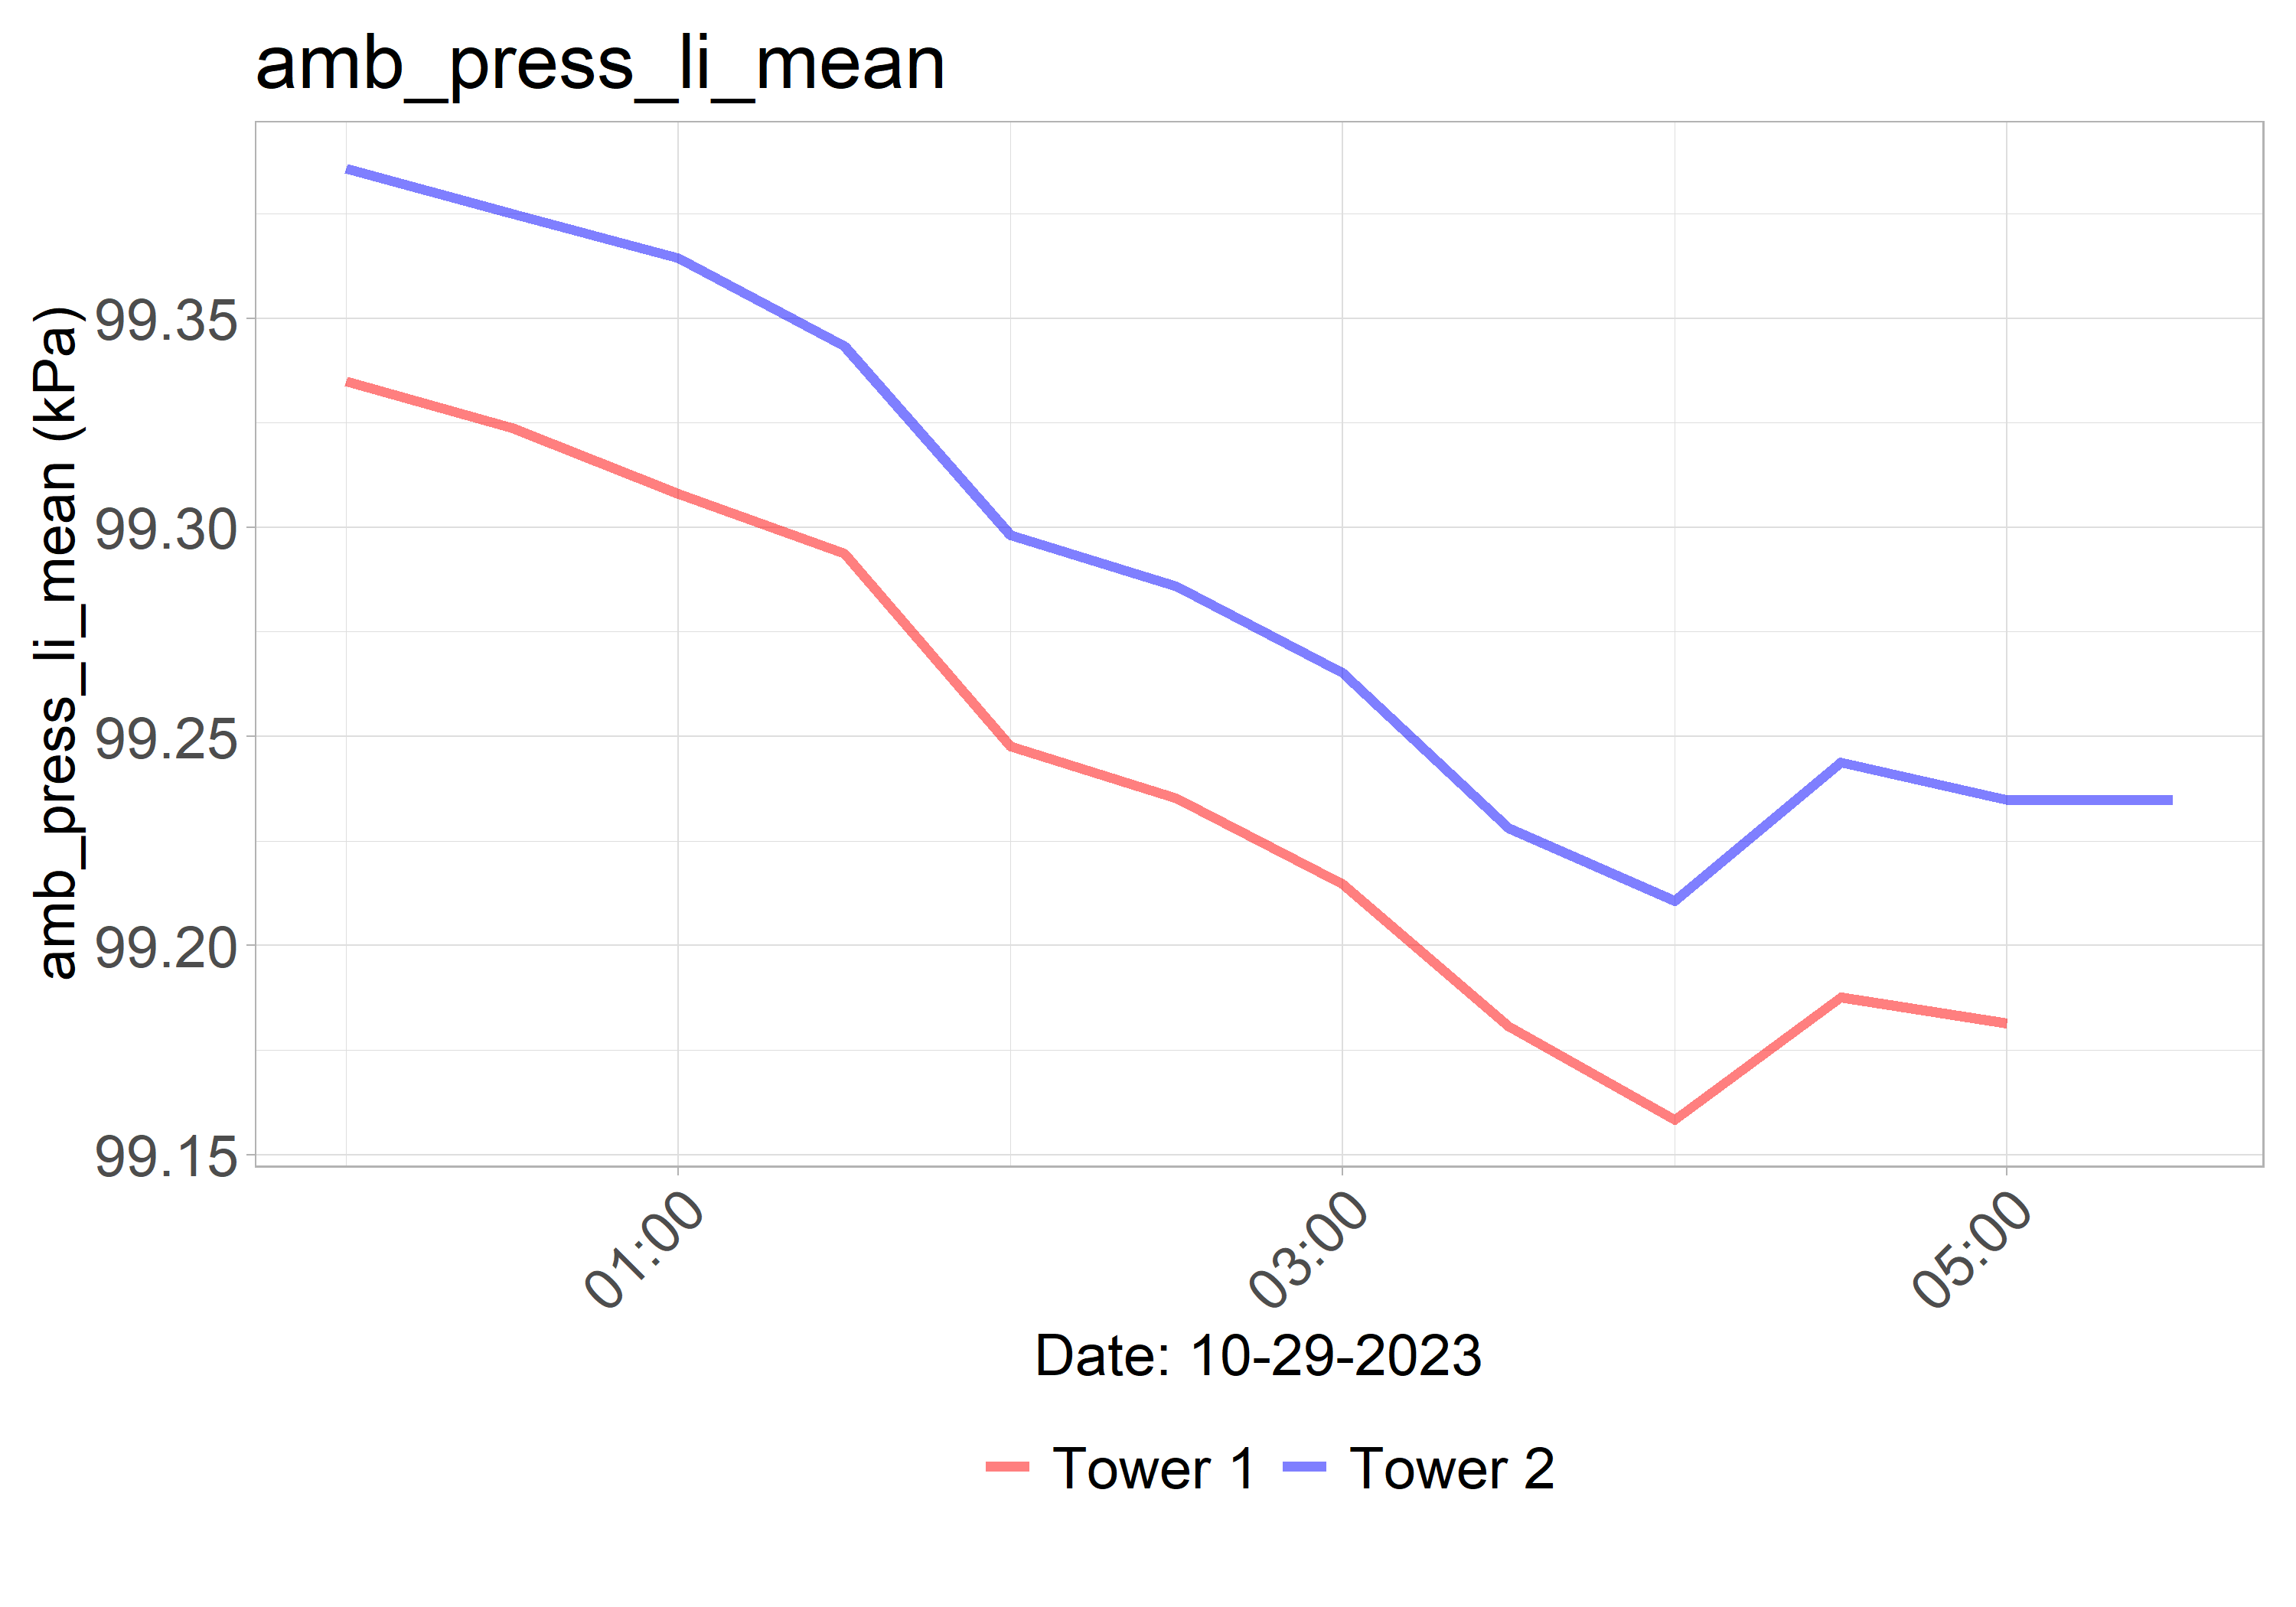 amb_press_li_mean
amb_press_li_mean (kPa)
99.35
99.30
99.25
99.20
99.15
01:00
03:00
05:00
Date: 10-29-2023
Tower 1
Tower 2